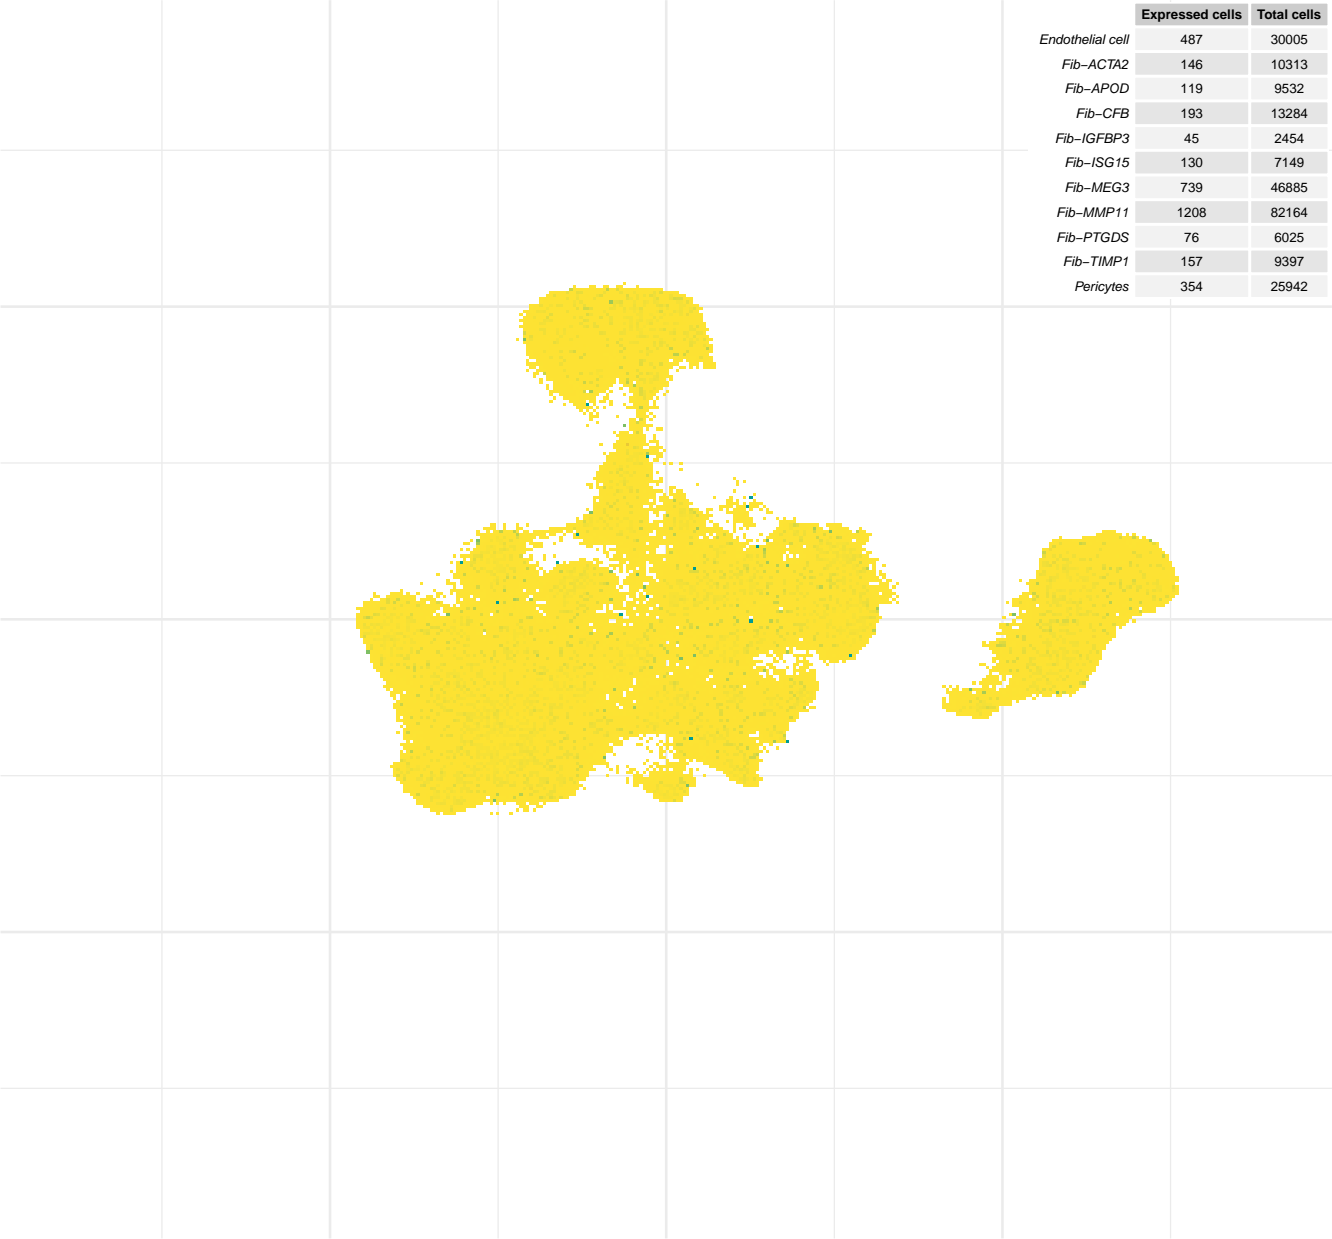 Expressed cells Total cells
Endothelial cell 487 30005
Fib−ACTA2 146 10313
Fib−APOD 119 9532
Fib−CFB 193 13284
Fib−IGFBP3 45 2454
Fib−ISG15 130 7149
Fib−MEG3 739 46885
Fib−MMP11 1208 82164
Fib−PTGDS 76 6025
Fib−TIMP1 157 9397
Pericytes 354 25942